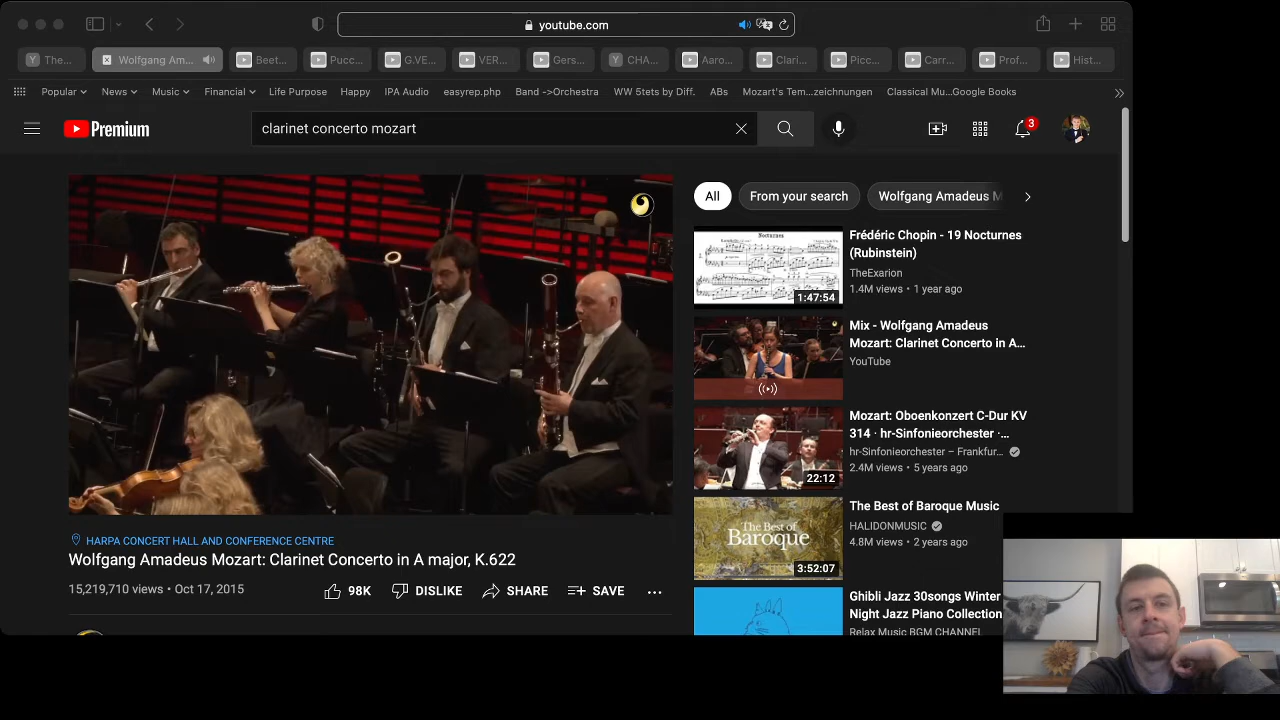 youtube.com
The...
Wolfgang Am...
Beet...
Pucc...
G.VE...
VER...
Gers...
CHA...
Aaro...
Clari...
Picc...
Carr...
Prof...
Hist...
Popular
News
Music
Financial
Life Purpose
Happy
IPA Audio
easyrep.php
Band ->Orchestra
WW 5tets by Diff.
ABs
Mozart's Tem...zeichnungen
Classical Mu...Google Books
Premium
clarinet concerto mozart
3
All
From your search
Wolfgang Amadeus M
Nocturnes
1:47:54
Frédéric Chopin - 19 Nocturnes
(Rubinstein)
TheExarion
1.4M views • 1 year ago
Mix - Wolfgang Amadeus
Mozart: Clarinet Concerto in A...
YouTube
22:12
Mozart: Oboenkonzert C-Dur KV
314 · hr-Sinfonieorchester ·...
hr-Sinfonieorchester – Frankfur...
2.4M views • 5 years ago
The Best of
Baroque
3:52:07
The Best of Baroque Music
HALIDONMUSIC
4.8M views • 2 years ago
Ghibli Jazz 30songs Winter
Night Jazz Piano Collection
Relax Music BGM CHANNEL
HARPA CONCERT HALL AND CONFERENCE CENTRE
Wolfgang Amadeus Mozart: Clarinet Concerto in A major, K.622
15,219,710 views • Oct 17, 2015
98K
DISLIKE
SHARE
SAVE